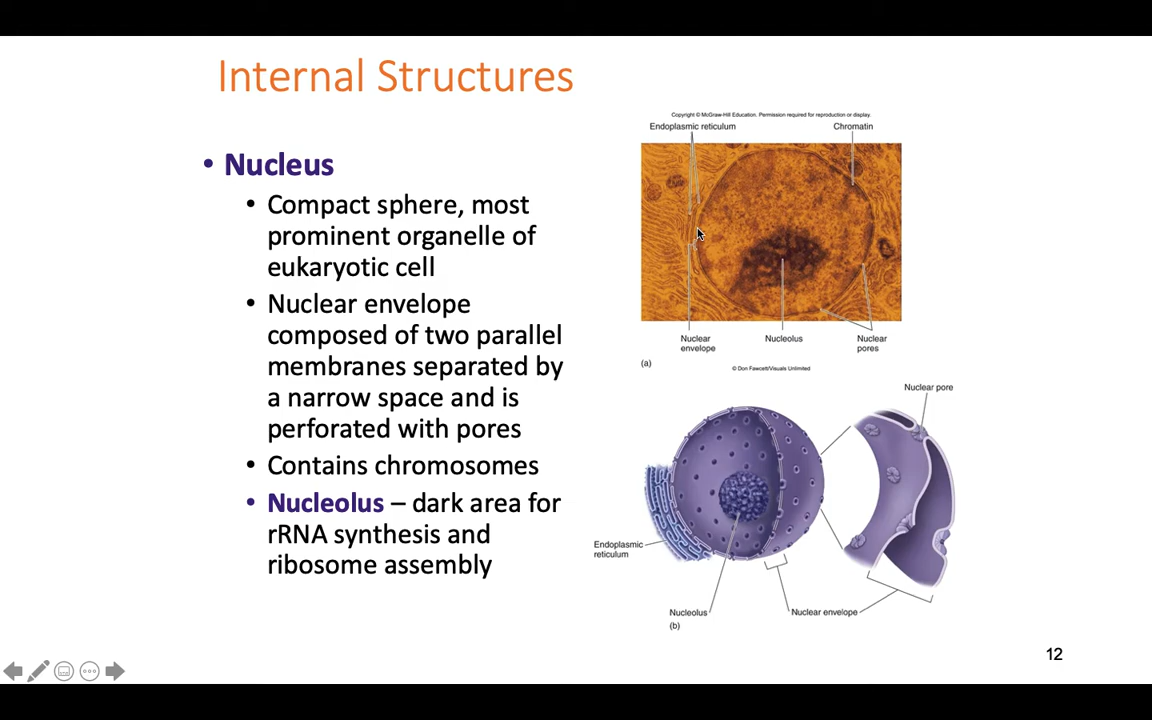 Internal Structures
• Nucleus
• Compact sphere, most
prominent organelle of
eukaryotic cell
• Nuclear envelope
composed of two parallel
membranes separated by
a narrow space and is
perforated with pores
• Contains chromosomes
• Nucleolus – dark area for
rRNA synthesis and
ribosome assembly
Copyright © McGraw-Hill Education. Permission required for reproduction or display.
Endoplasmic reticulum
Chromatin
Nuclear
envelope
Nucleolus
Nuclear
pores
(a)
© Don Fawcett/Visuals Unlimited
Nuclear pore
Endoplasmic
reticulum
Nucleolus
Nuclear envelope
(b)
12